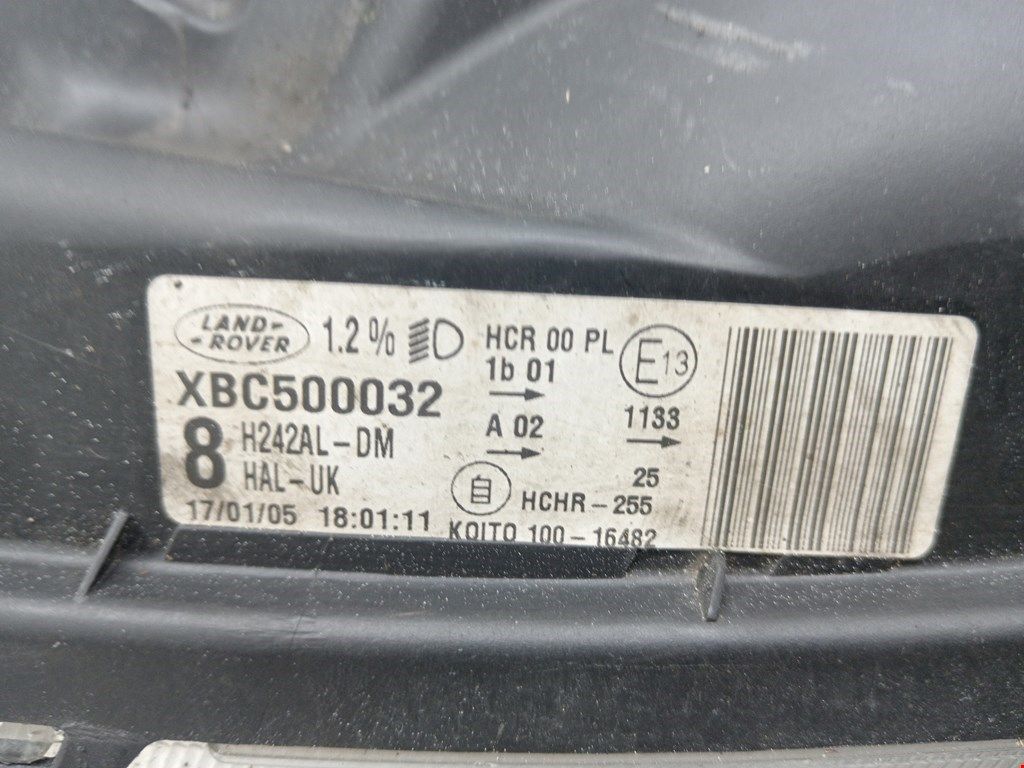 LAND-
-ROVER
1.2%
HCR 00 PL
1b 01
E13
XBC500032
A 02
1133
8
H242AL-DM
HAL-UK
25
自
HCHR-255
17/01/05 18:01:11
KOITO 100-16482